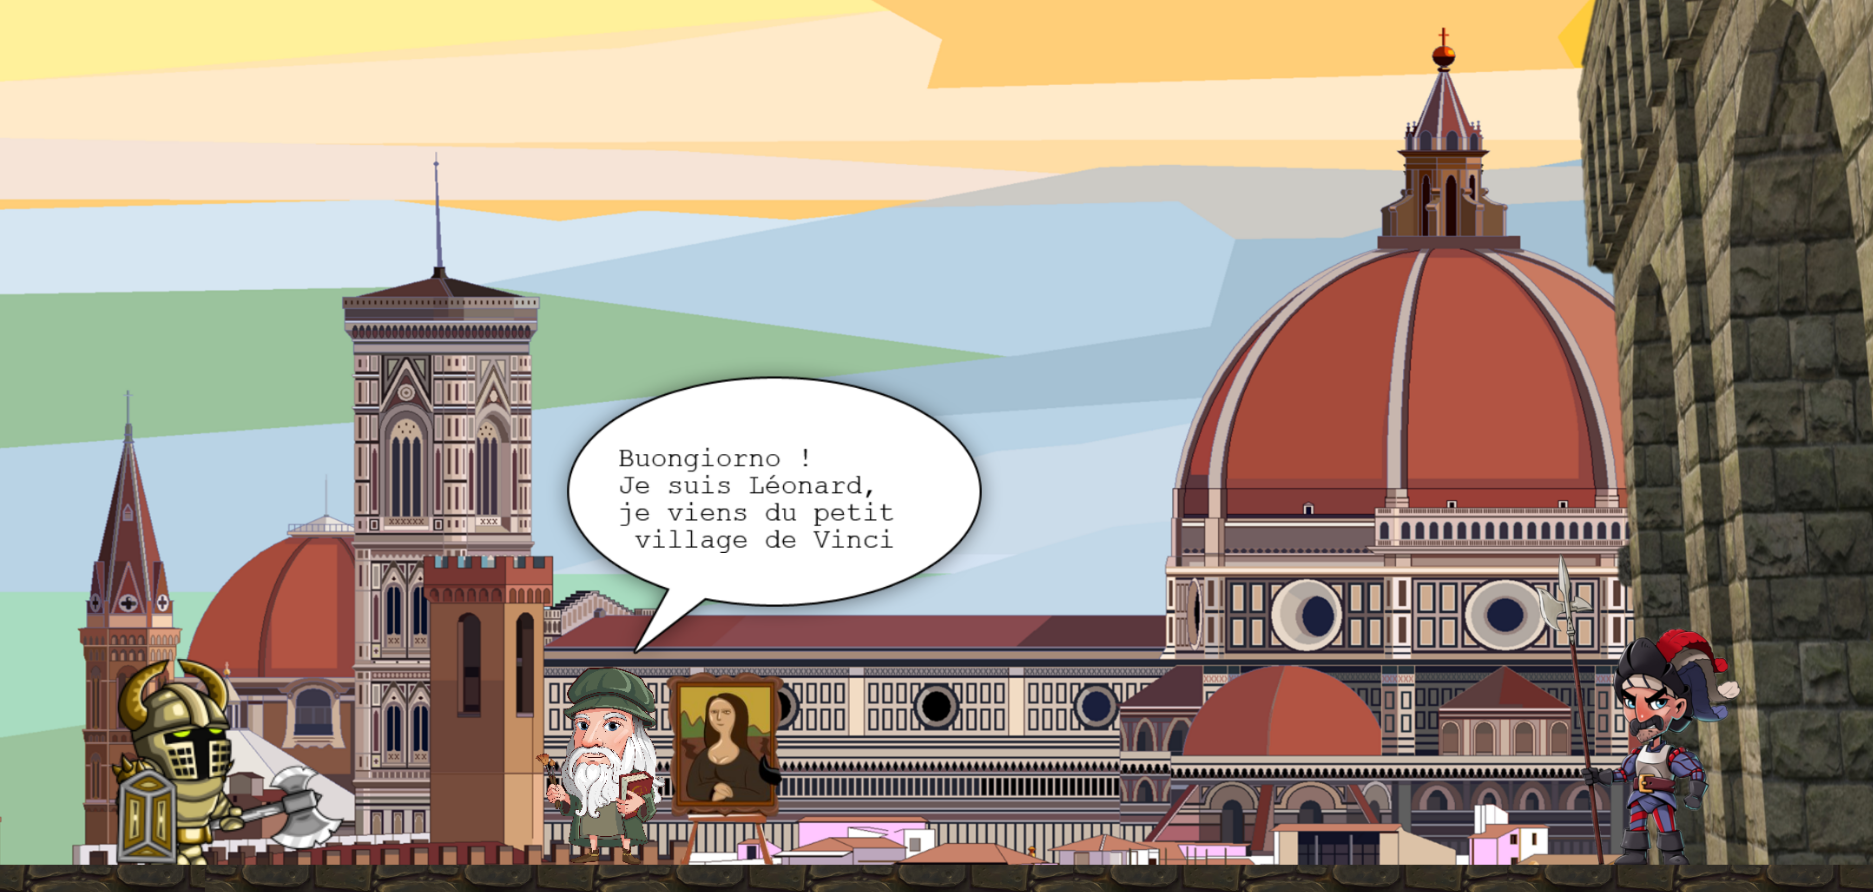 Buongiorno !
Je suis Léonard,
je viens du petit
village de Vinci